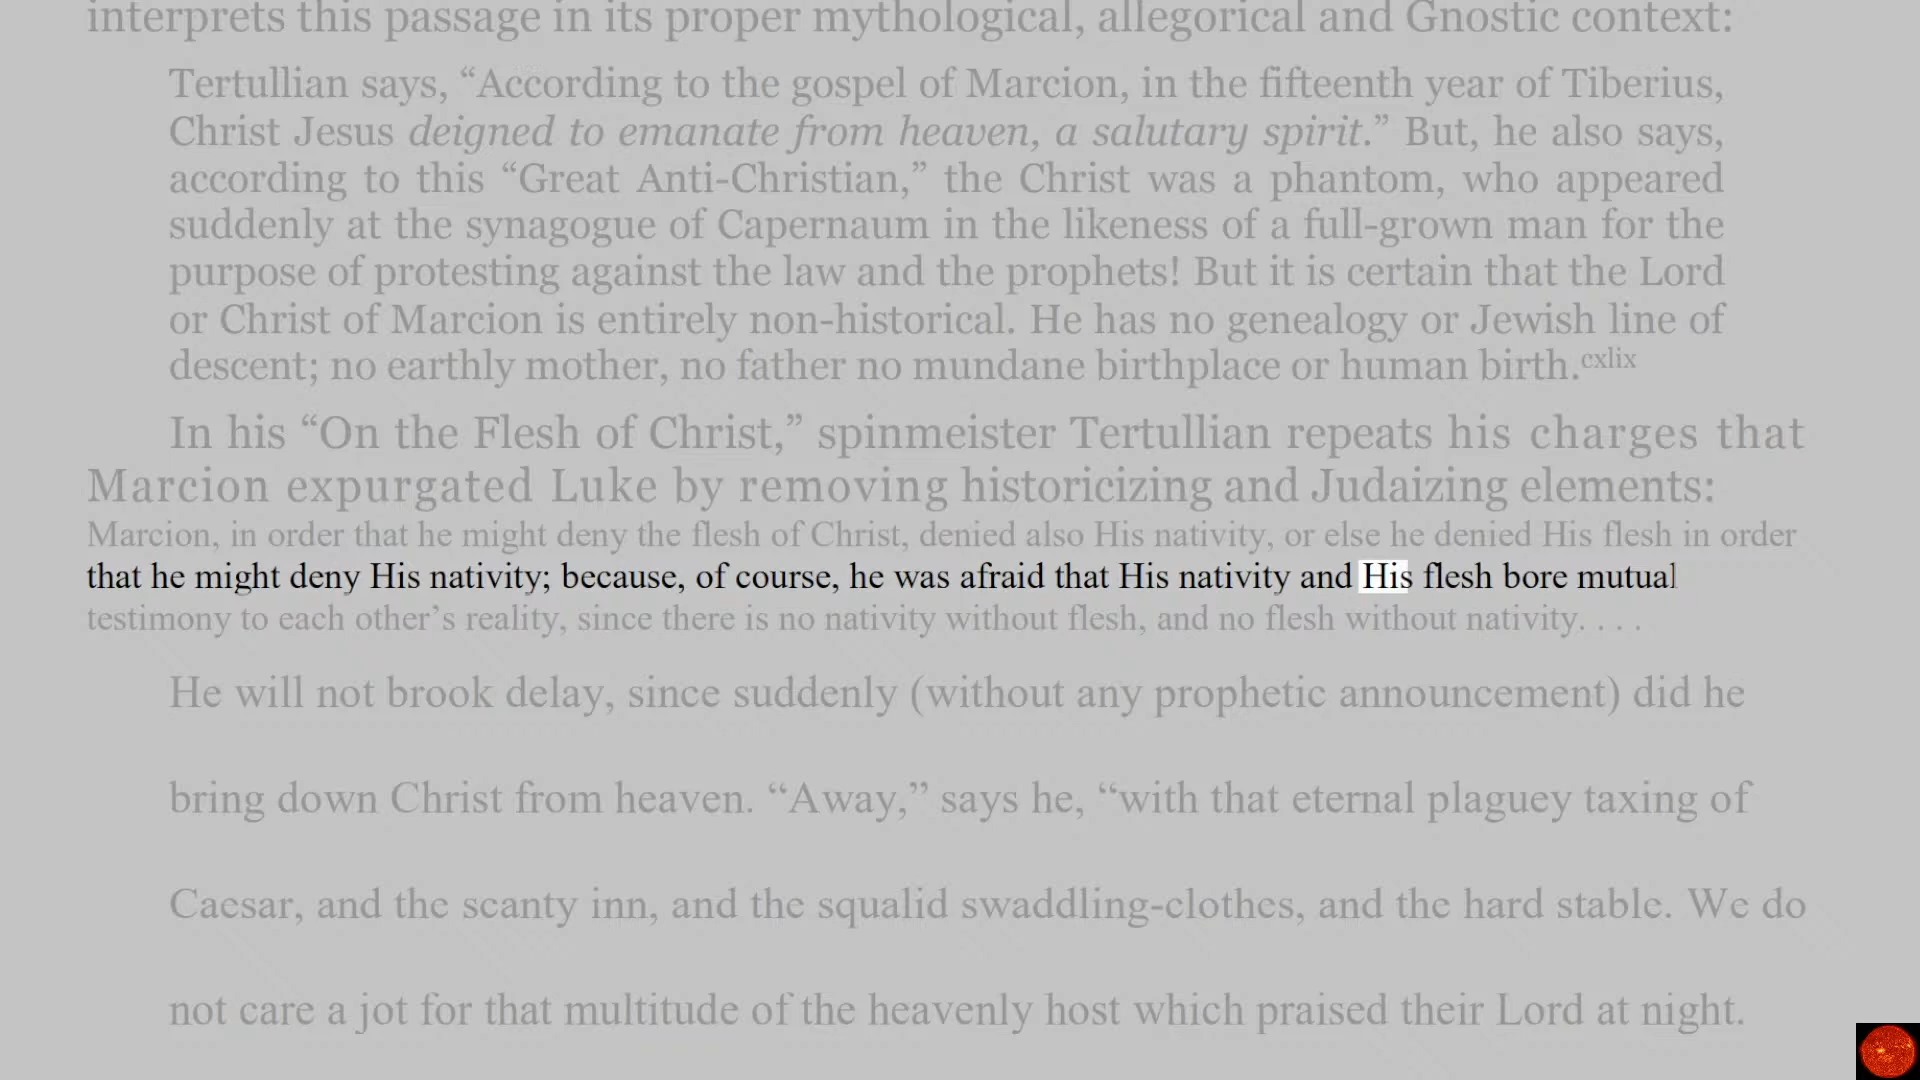 interprets this passage in its proper mythological, allegorical and Gnostic context:
Tertullian says, “According to the gospel of Marcion, in the fifteenth year of Tiberius,
Christ Jesus deigned to emanate from heaven, a salutary spirit.” But, he also says,
according to this “Great Anti-Christian,” the Christ was a phantom, who appeared
suddenly at the synagogue of Capernaum in the likeness of a full-grown man for the
purpose of protesting against the law and the prophets! But it is certain that the Lord
or Christ of Marcion is entirely non-historical. He has no genealogy or Jewish line of
descent; no earthly mother, no father no mundane birthplace or human birth.cxlix
In his “On the Flesh of Christ,” spinmeister Tertullian repeats his charges that
Marcion expurgated Luke by removing historicizing and Judaizing elements:
Marcion, in order that he might deny the flesh of Christ, denied also His nativity, or else he denied His flesh in order
that he might deny His nativity; because, of course, he was afraid that His nativity and His flesh bore mutual
testimony to each other’s reality, since there is no nativity without flesh, and no flesh without nativity. . . .
He will not brook delay, since suddenly (without any prophetic announcement) did he
bring down Christ from heaven. “Away,” says he, “with that eternal plaguey taxing of
Caesar, and the scanty inn, and the squalid swaddling-clothes, and the hard stable. We do
not care a jot for that multitude of the heavenly host which praised their Lord at night.